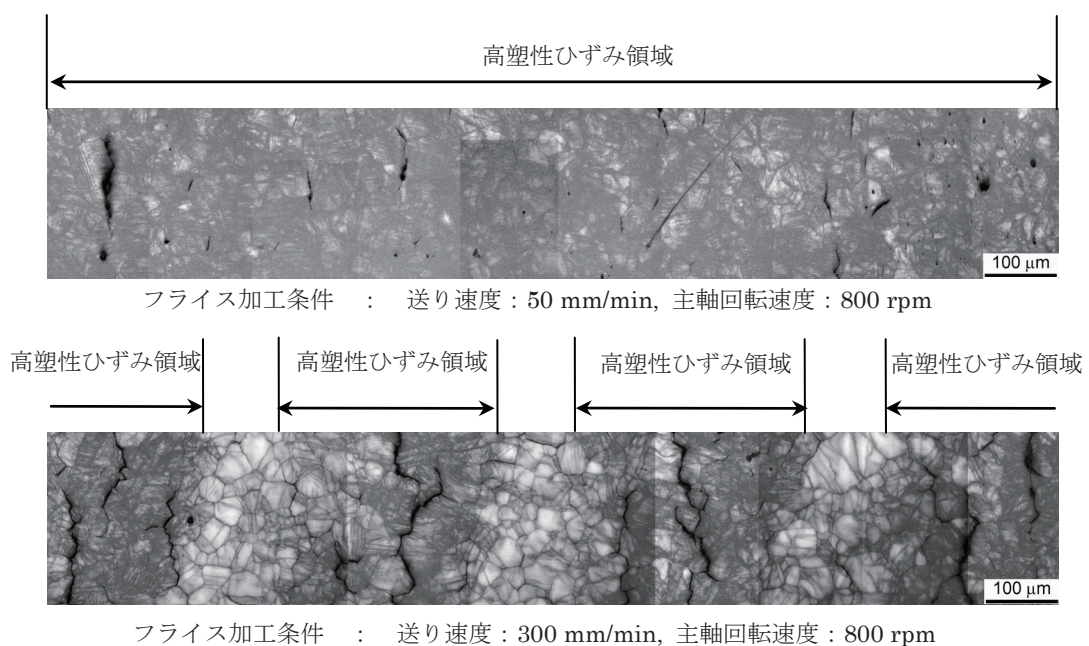 高塑性ひずみ領域
100 μm
フライス加工条件 : 送り速度:50 mm/min, 主軸回転速度:800 rpm
高塑性ひずみ領域 高塑性ひずみ領域 高塑性ひずみ領域 高塑性ひずみ領域
100 μm
フライス加工条件 : 送り速度:300 mm/min, 主軸回転速度:800 rpm